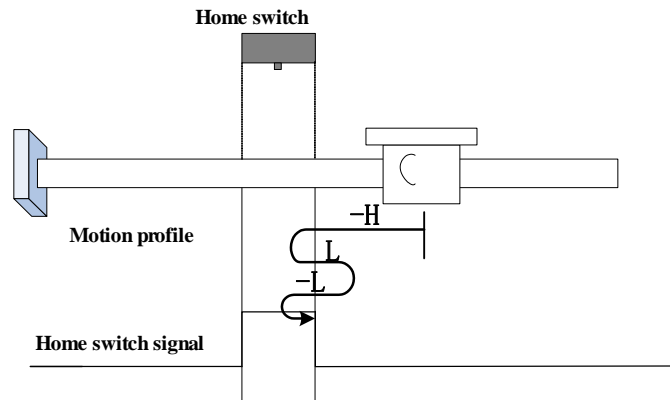 Home switch
−H
Motion profile
L
−L
Home switch signal